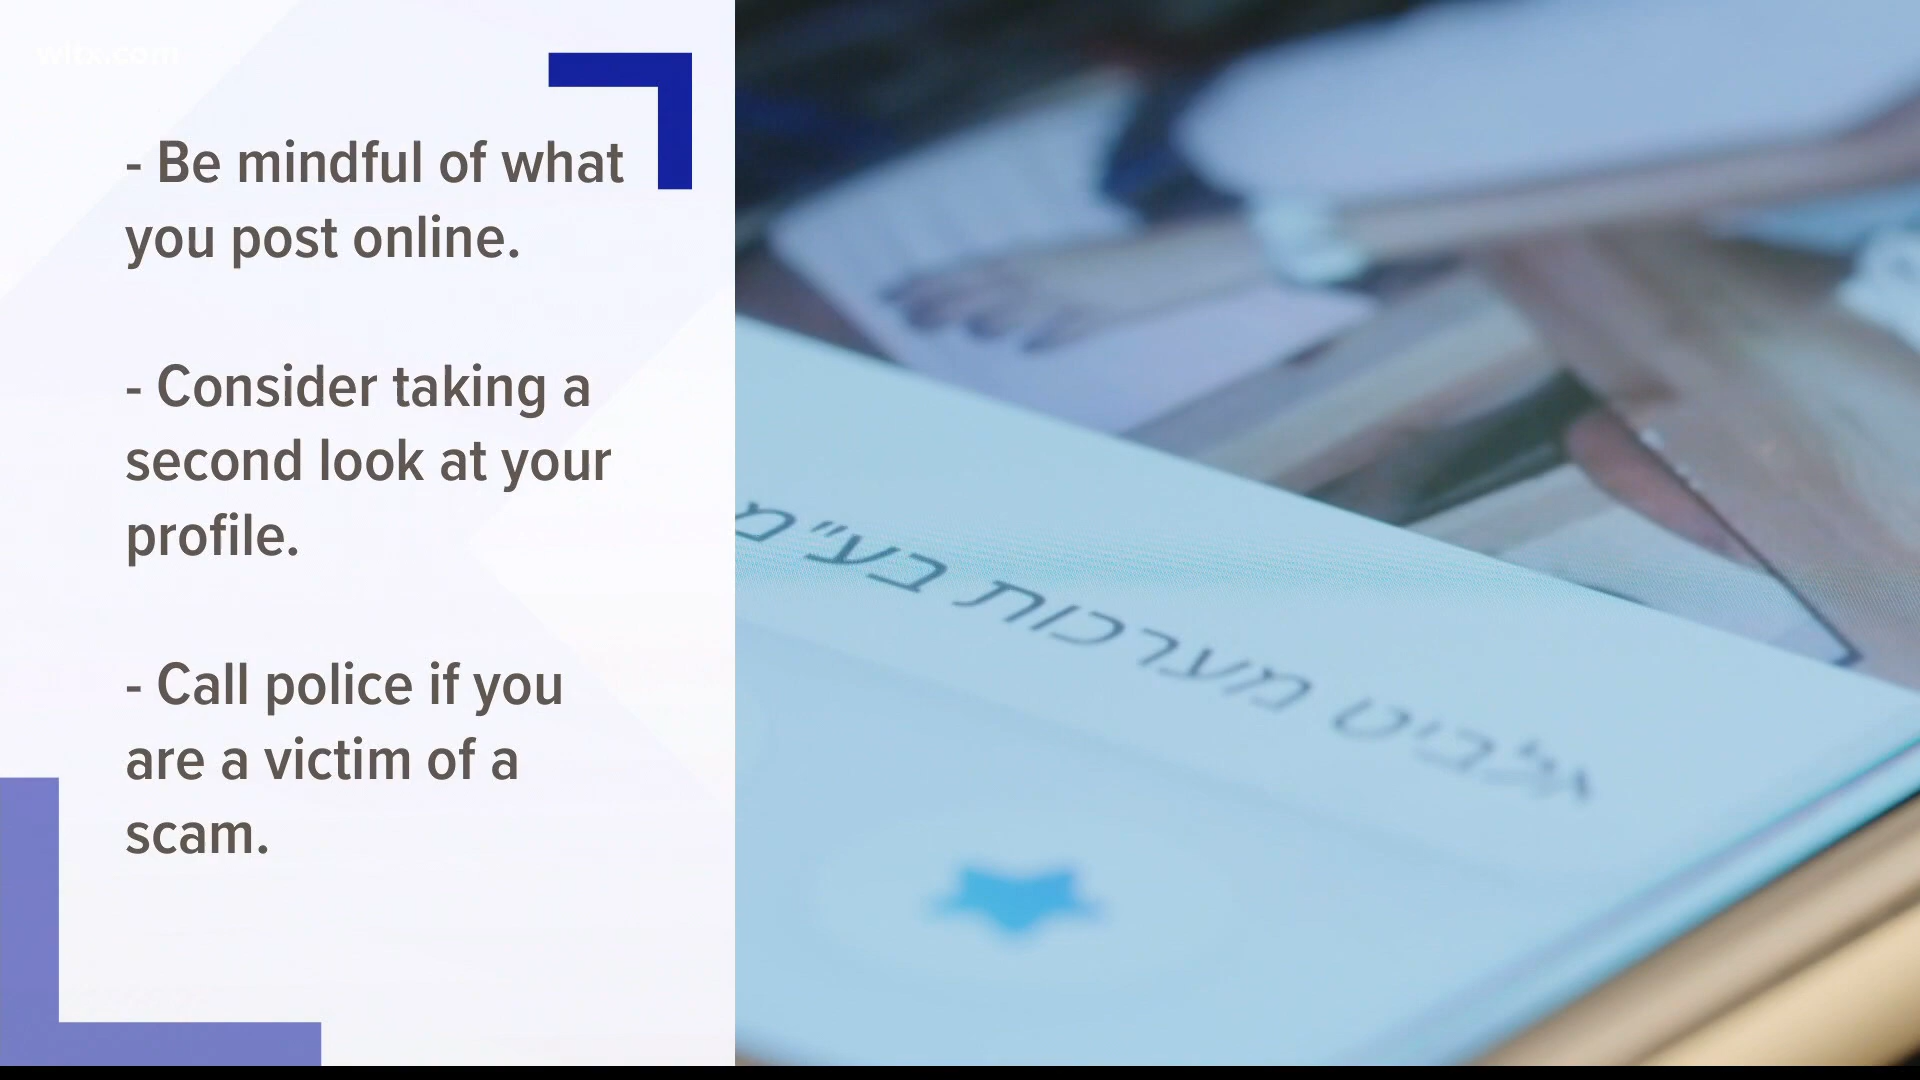 wltx.com
- Be mindful of what
you post online.
- Consider taking a
second look at your
profile.
- Call police if you
are a victim of a
scam.
אלביט מערכות בע"מ